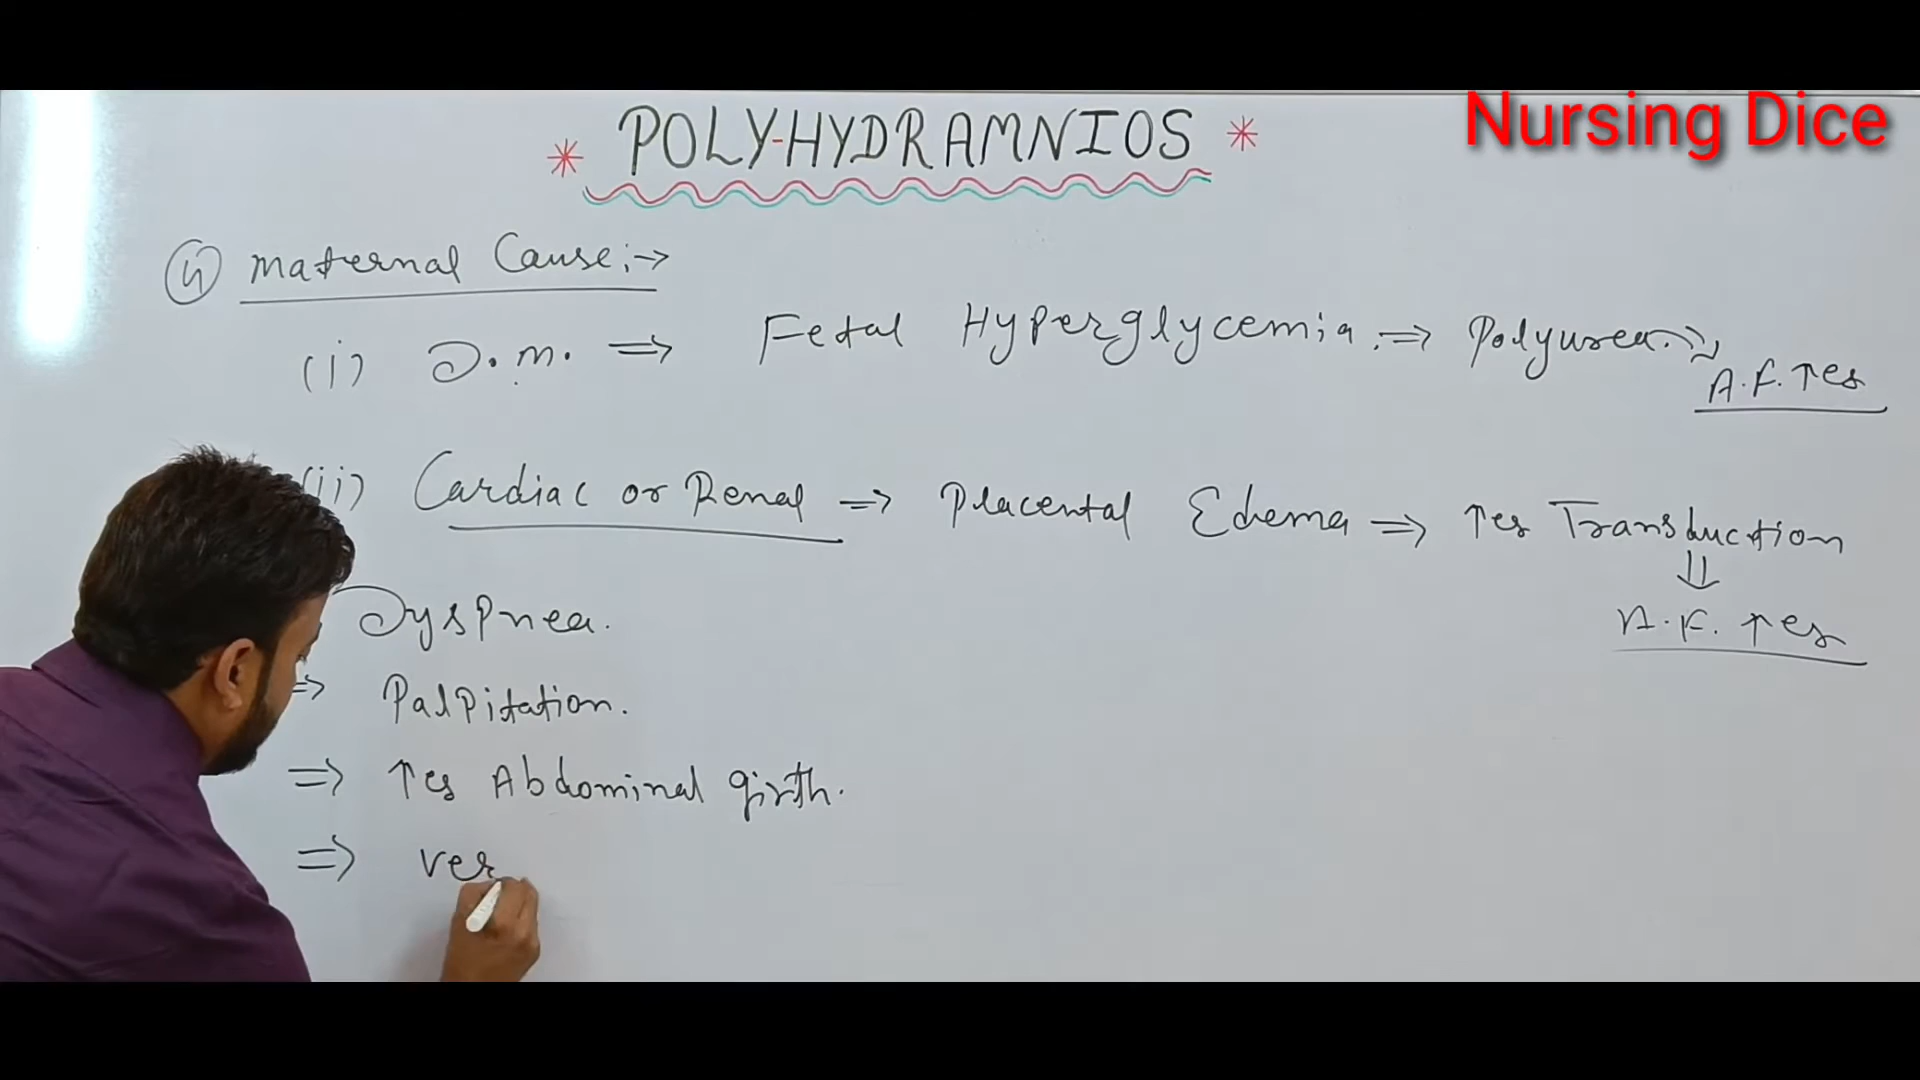 Nursing Dice
* POLY-HYDRAMNIOS *
④ Maternal Cause:→
(i) D.M. ⇒ Fetal Hyperglycemia. ⇒ Polyurea. ⇒
A.F. ↑es
(ii) Cardiac or Renal ⇒ Placental Edema ⇒ ↑es Transduction
⇓
A.F. ↑es
Dyspnea.
⇒ Palpitation.
⇒ ↑es Abdominal girth.
⇒ ver